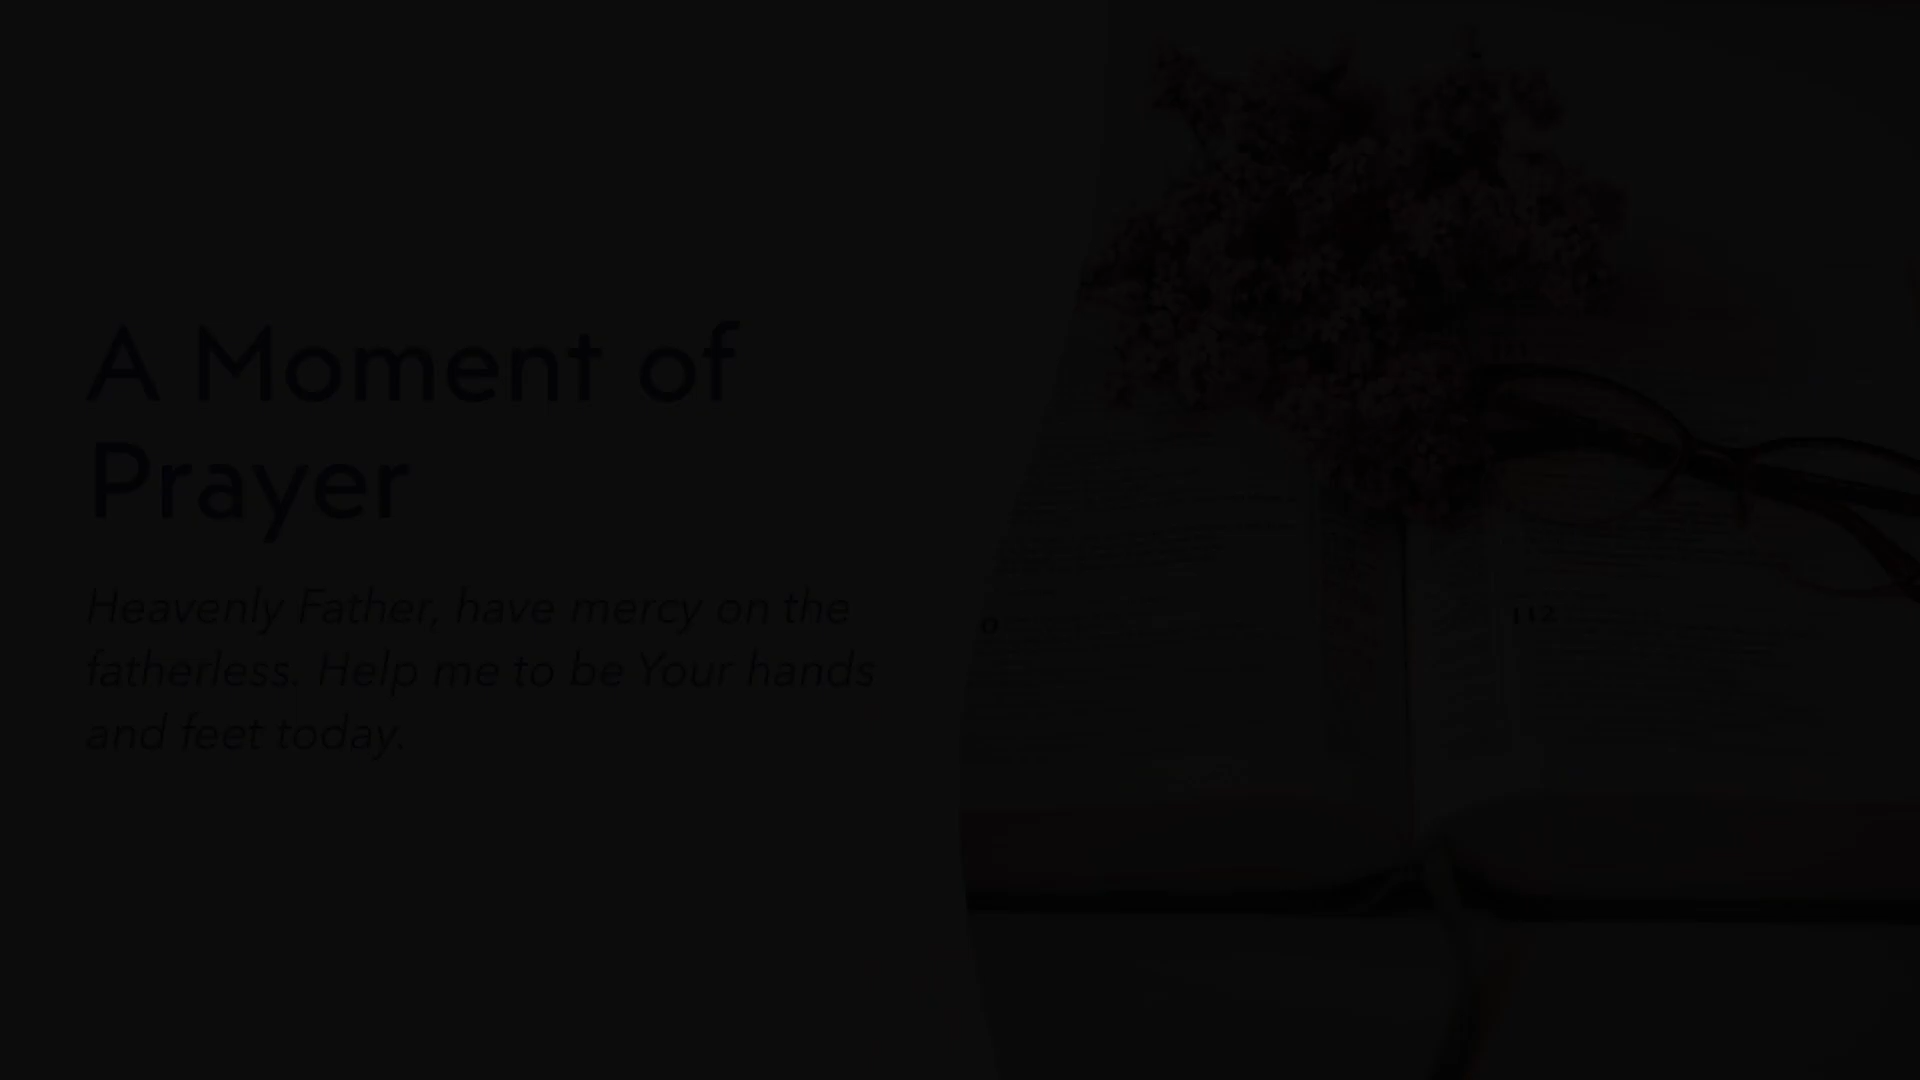 A Moment of
Prayer
Heavenly Father, have mercy on the
fatherless. Help me to be Your hands
and feet today.
112